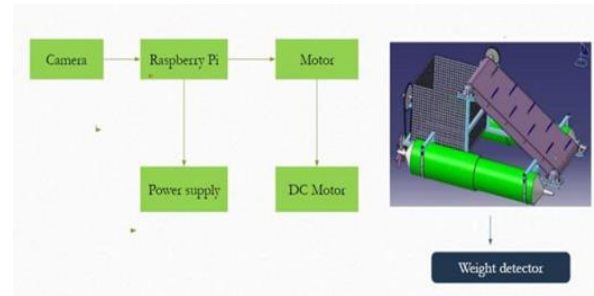 Camera
Raspberry Pi
Motor
Power supply
DC Motor
Weight detector